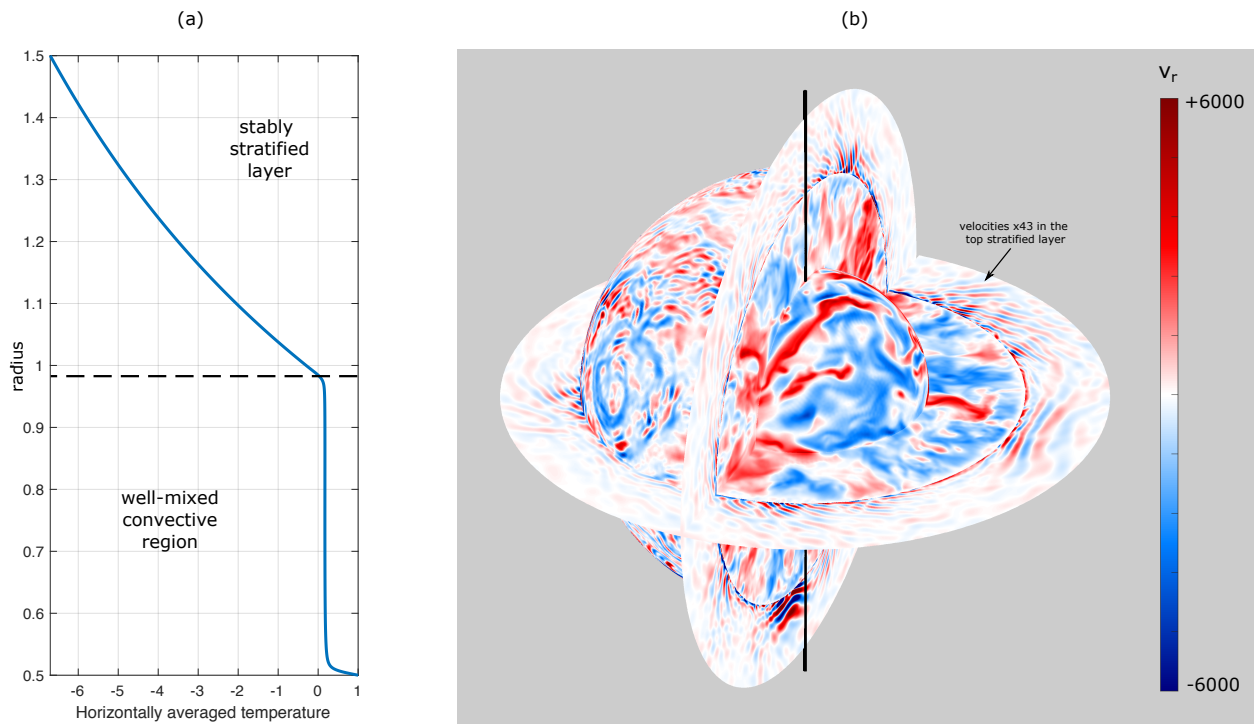 (a)
(b)
1.5
1.4
1.3
1.2
1.1
1
0.9
0.8
0.7
0.6
0.5
radius
stably
stratified
layer
well-mixed
convective
region
-6 -5 -4 -3 -2 -1 0 1
Horizontally averaged temperature
velocities x43 in the
top stratified layer
v_r
+6000
-6000